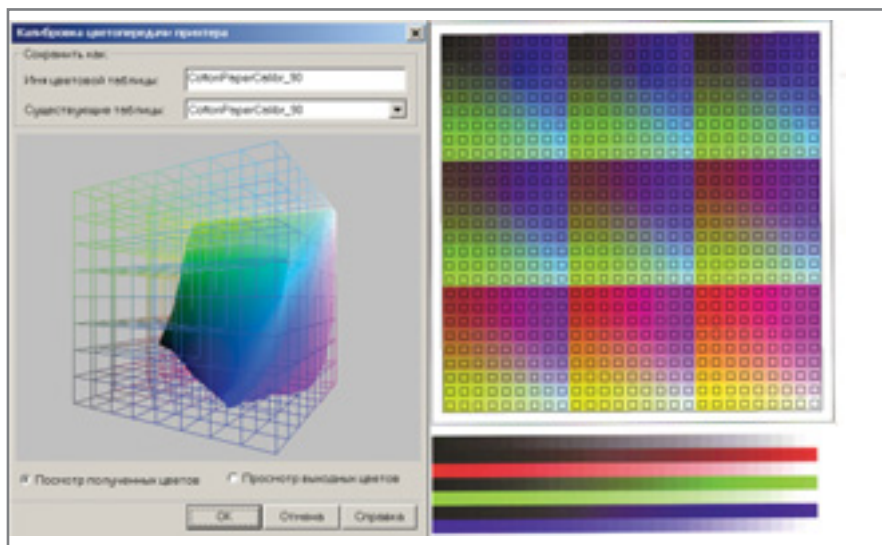 Калибровка цветопередачи принтера
Сохранить как:
Имя цветовой таблицы: CottonPaperCalibr_90
Существующие таблицы: CottonPaperCalibr_90
Посмотр полученных цветов
Просмотр выходных цветов
OK Отмена Справка